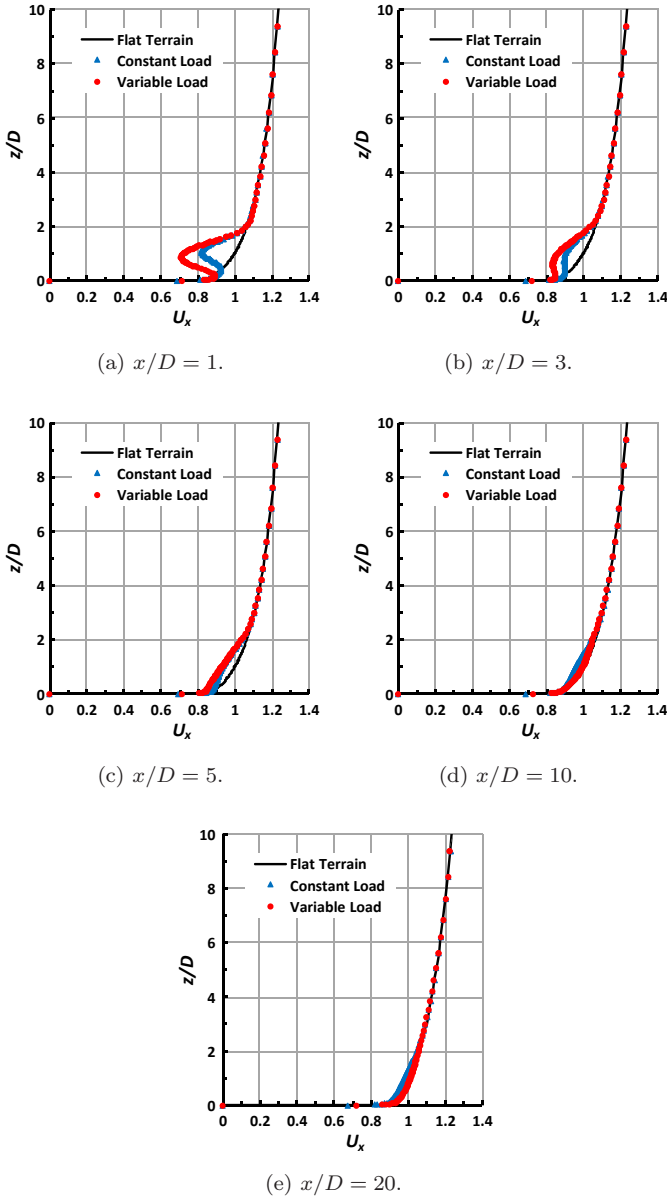 10
8
6
4
2
0
z/D
Flat Terrain
Constant Load
Variable Load
0 0.2 0.4 0.6 0.8 1 1.2 1.4
Ux
(a) x/D = 1.
10
8
6
4
2
0
z/D
Flat Terrain
Constant Load
Variable Load
0 0.2 0.4 0.6 0.8 1 1.2 1.4
Ux
(b) x/D = 3.
10
8
6
4
2
0
z/D
Flat Terrain
Constant Load
Variable Load
0 0.2 0.4 0.6 0.8 1 1.2 1.4
Ux
(c) x/D = 5.
10
8
6
4
2
0
z/D
Flat Terrain
Constant Load
Variable Load
0 0.2 0.4 0.6 0.8 1 1.2 1.4
Ux
(d) x/D = 10.
10
8
6
4
2
0
z/D
Flat Terrain
Constant Load
Variable Load
0 0.2 0.4 0.6 0.8 1 1.2 1.4
Ux
(e) x/D = 20.